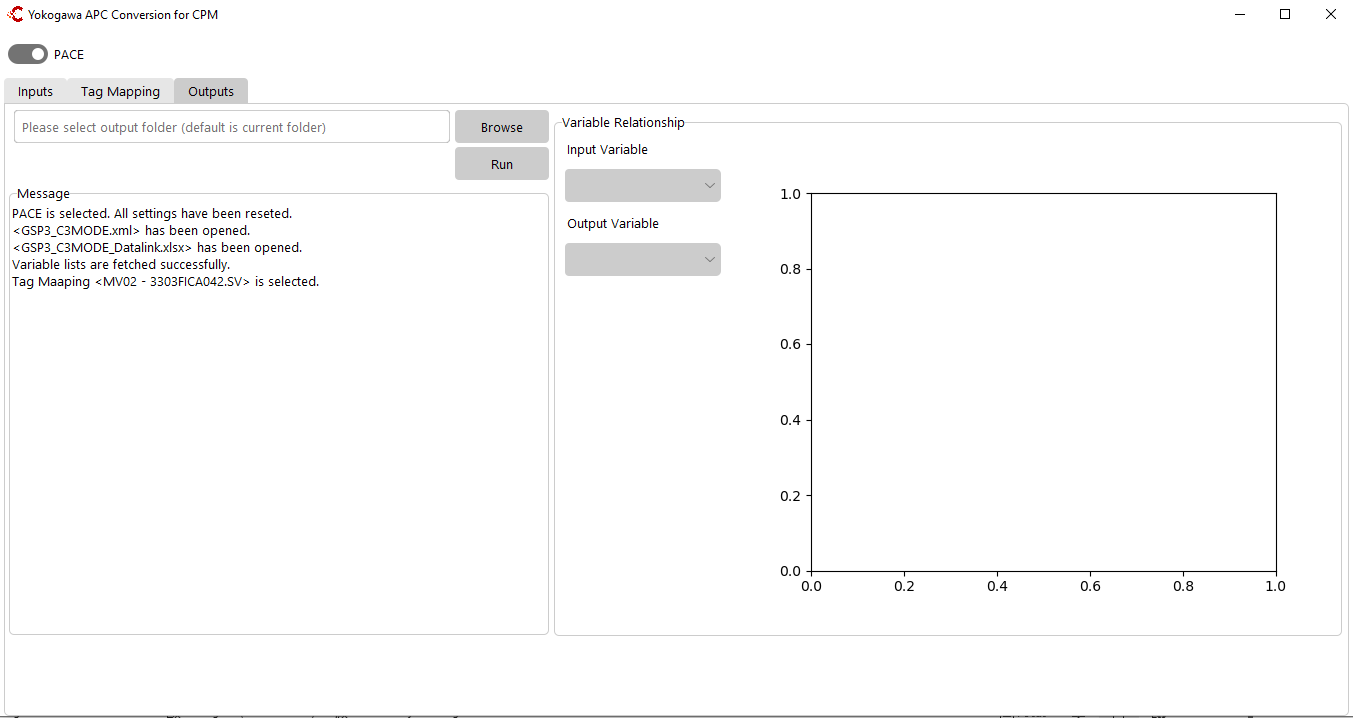 Yokogawa APC Conversion for CPM
PACE
Inputs
Tag Mapping
Outputs
Please select output folder (default is current folder)
Browse
Run
Message
PACE is selected. All settings have been reseted.
<GSP3_C3MODE.xml> has been opened.
<GSP3_C3MODE_Datalink.xlsx> has been opened.
Variable lists are fetched successfully.
Tag Maaping <MV02 - 3303FICA042.SV> is selected.
Variable Relationship
Input Variable
Output Variable
1.0
0.8
0.6
0.4
0.2
0.0
0.0 0.2 0.4 0.6 0.8 1.0